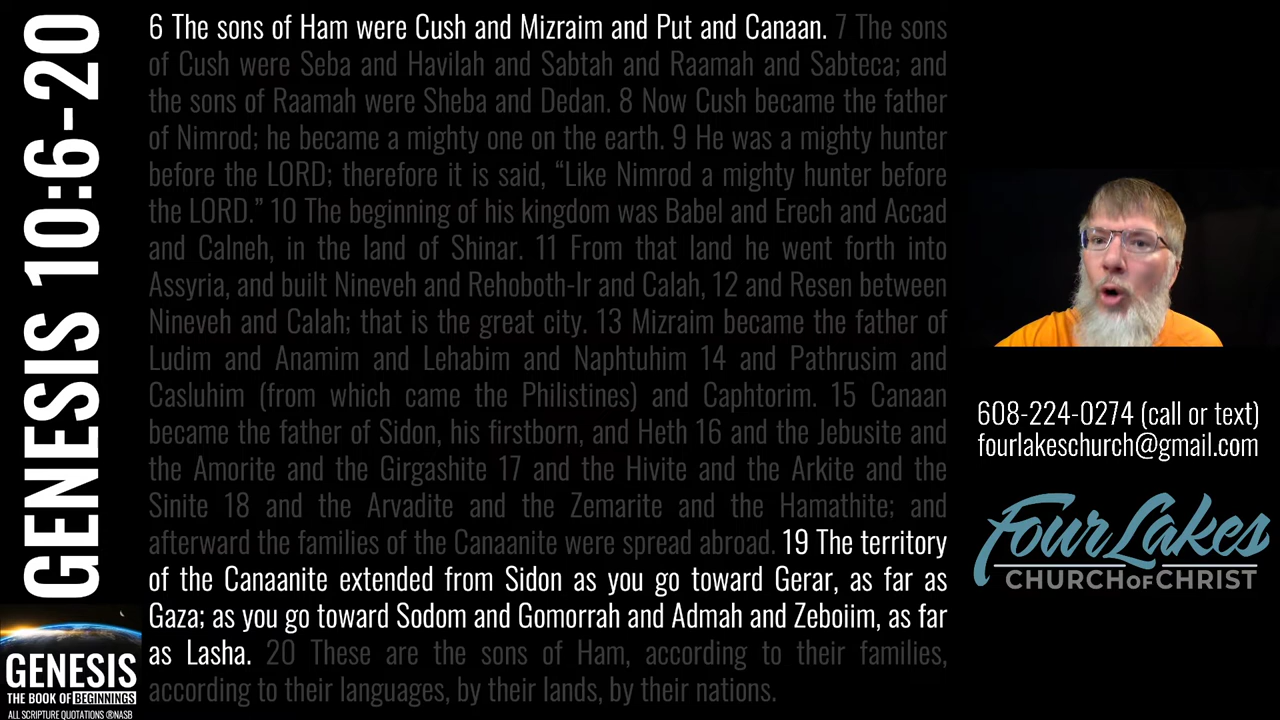 GENESIS 10:6-20
6 The sons of Ham were Cush and Mizraim and Put and Canaan. 7 The sons
of Cush were Seba and Havilah and Sabtah and Raamah and Sabteca; and
the sons of Raamah were Sheba and Dedan. 8 Now Cush became the father
of Nimrod; he became a mighty one on the earth. 9 He was a mighty hunter
before the LORD; therefore it is said, “Like Nimrod a mighty hunter before
the LORD.” 10 The beginning of his kingdom was Babel and Erech and Accad
and Calneh, in the land of Shinar. 11 From that land he went forth into
Assyria, and built Nineveh and Rehoboth-Ir and Calah, 12 and Resen between
Nineveh and Calah; that is the great city. 13 Mizraim became the father of
Ludim and Anamim and Lehabim and Naphtuhim 14 and Pathrusim and
Casluhim (from which came the Philistines) and Caphtorim. 15 Canaan
became the father of Sidon, his firstborn, and Heth 16 and the Jebusite and
the Amorite and the Girgashite 17 and the Hivite and the Arkite and the
Sinite 18 and the Arvadite and the Zemarite and the Hamathite; and
afterward the families of the Canaanite were spread abroad. 19 The territory
of the Canaanite extended from Sidon as you go toward Gerar, as far as
Gaza; as you go toward Sodom and Gomorrah and Admah and Zeboiim, as far
as Lasha. 20 These are the sons of Ham, according to their families,
according to their languages, by their lands, by their nations.
608-224-0274 (call or text)
fourlakeschurch@gmail.com
Four Lakes
CHURCH OF CHRIST
GENESIS
THE BOOK OF BEGINNINGS
ALL SCRIPTURE QUOTATIONS ®NASB